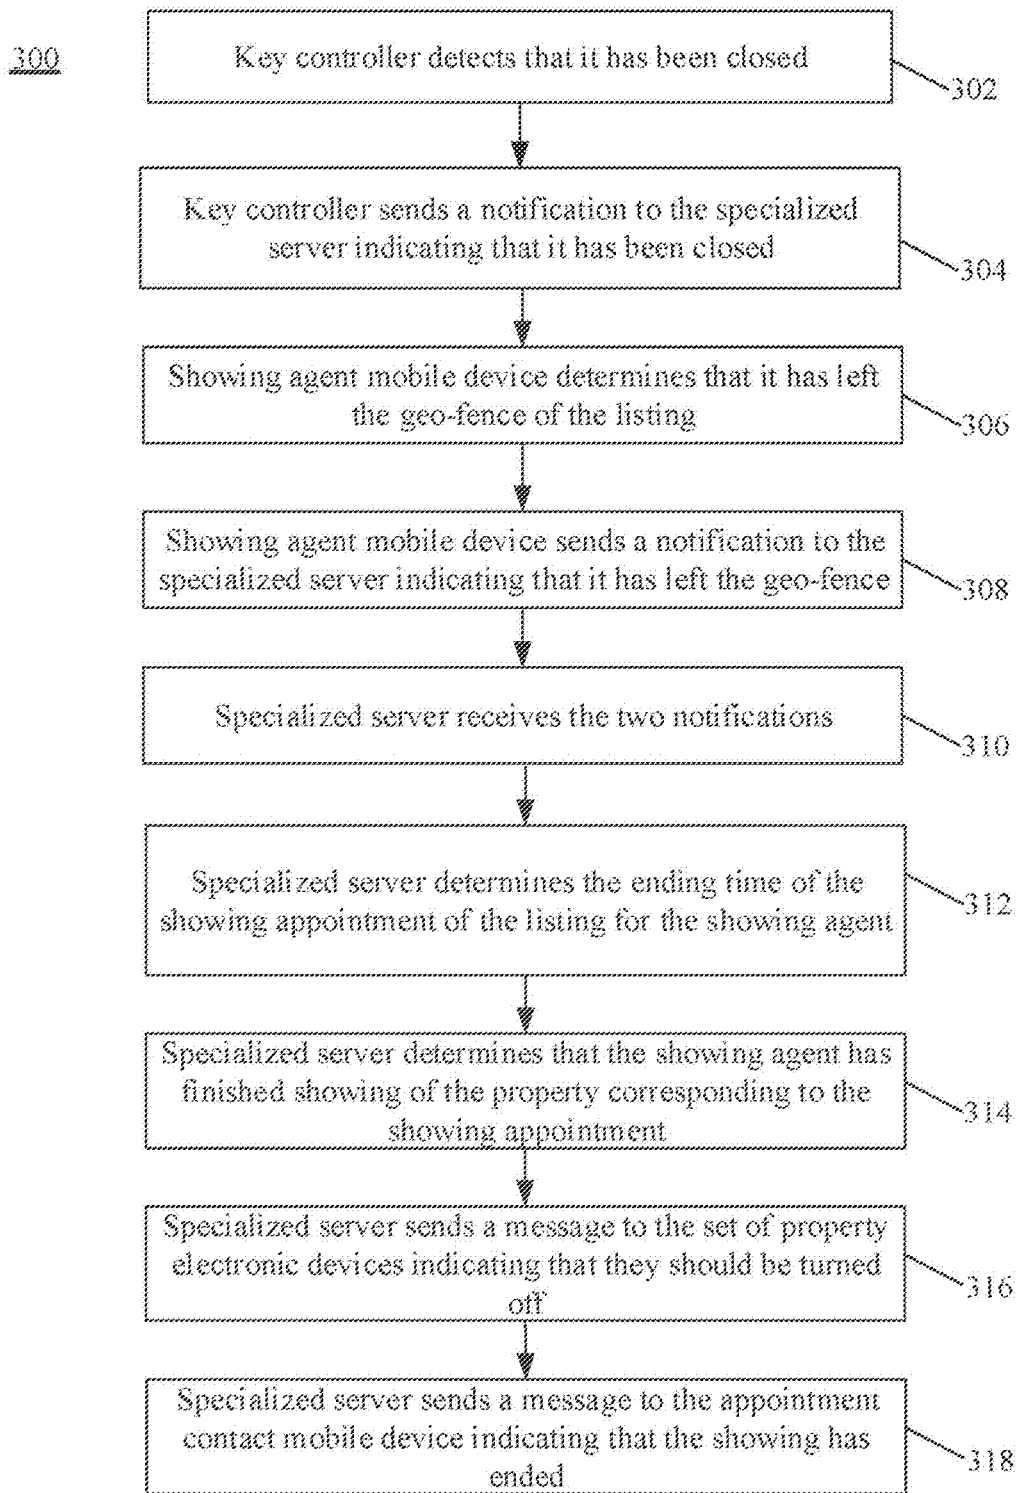 300
Key controller detects that it has been closed
302
Key controller sends a notification to the specialized
server indicating that it has been closed
304
Showing agent mobile device determines that it has left
the geo-fence of the listing
306
Showing agent mobile device sends a notification to the
specialized server indicating that it has left the geo-fence
308
Specialized server receives the two notifications
310
Specialized server determines the ending time of the
showing appointment of the listing for the showing agent
312
Specialized server determines that the showing agent has
finished showing of the property corresponding to the
showing appointment
314
Specialized server sends a message to the set of property
electronic devices indicating that they should be turned
off
316
Specialized server sends a message to the appointment
contact mobile device indicating that the showing has
ended
318